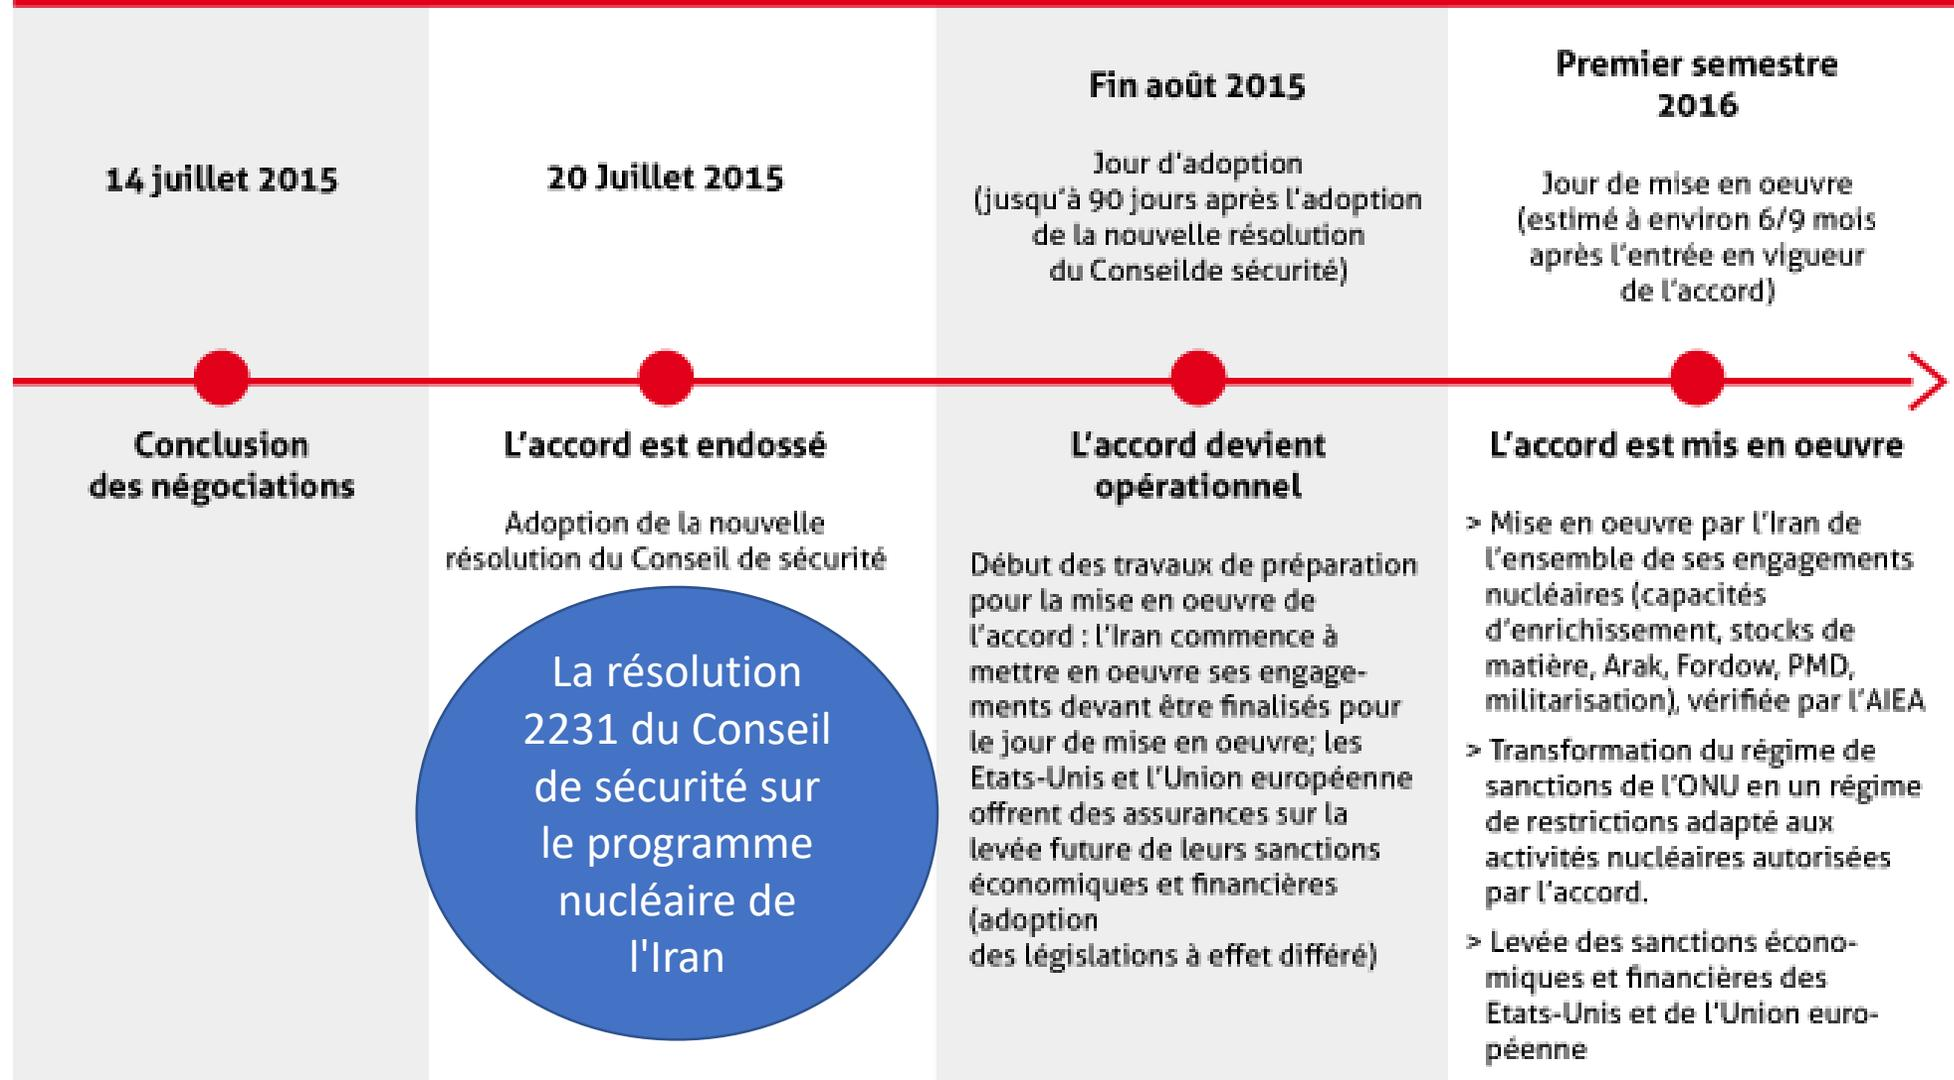 14 juillet 2015
Conclusion
des négociations
20 Juillet 2015
L'accord est endossé
Adoption de la nouvelle
résolution du Conseil de sécurité
La résolution
2231 du Conseil
de sécurité sur
le programme
nucléaire de
l'Iran
Fin août 2015
Jour d'adoption
(jusqu'à 90 jours après l'adoption
de la nouvelle résolution
du Conseilde sécurité)
L'accord devient
opérationnel
Début des travaux de préparation
pour la mise en oeuvre de
l'accord : l'Iran commence à
mettre en oeuvre ses engage-
ments devant être finalisés pour
le jour de mise en oeuvre; les
Etats-Unis et l'Union européenne
offrent des assurances sur la
levée future de leurs sanctions
économiques et financières
(adoption
des législations à effet différé)
Premier semestre
2016
Jour de mise en oeuvre
(estimé à environ 6/9 mois
après l'entrée en vigueur
de l'accord)
L'accord est mis en oeuvre
> Mise en oeuvre par l'Iran de
l'ensemble de ses engagements
nucléaires (capacités
d'enrichissement, stocks de
matière, Arak, Fordow, PMD,
militarisation), vérifiée par l'AIEA
> Transformation du régime de
sanctions de l'ONU en un régime
de restrictions adapté aux
activités nucléaires autorisées
par l'accord.
> Levée des sanctions écono-
miques et financières des
Etats-Unis et de l'Union euro-
péenne